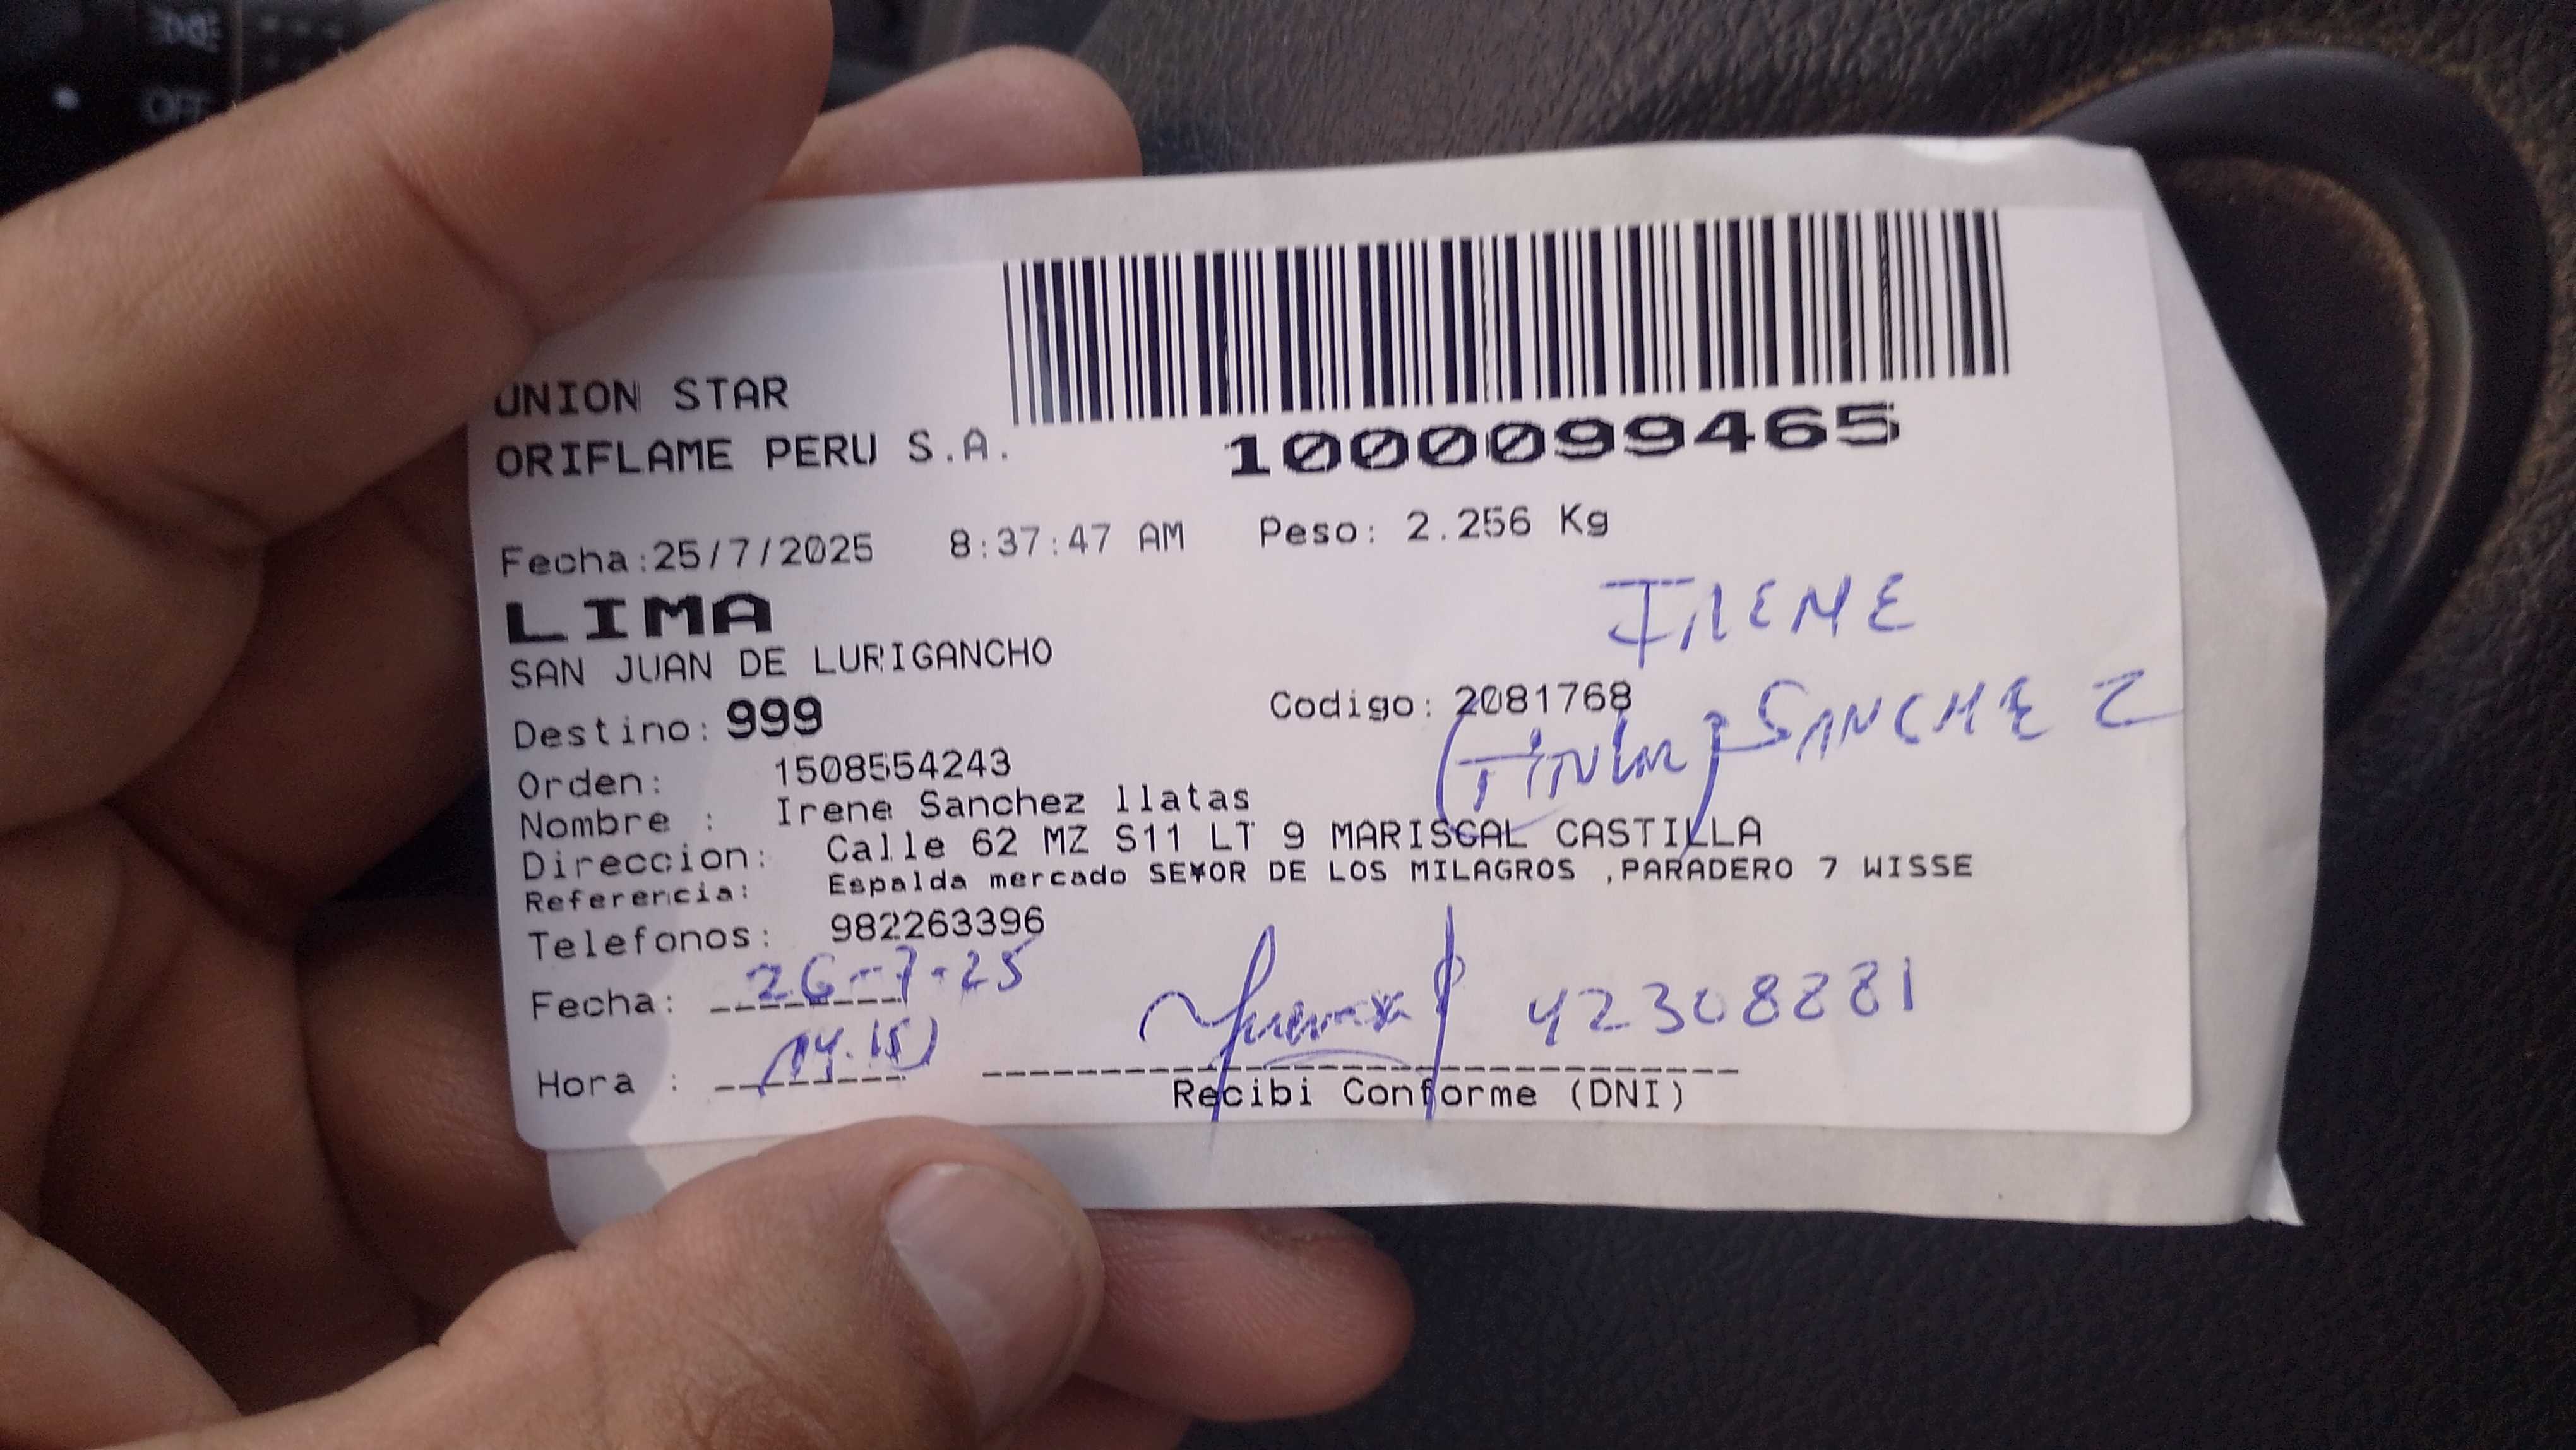 OFF
UNION STAR
ORIFLAME PERU S.A.
1000099465
Fecha:25/7/2025 8:37:47 AM Peso: 2.256 Kg
LIMA
IRENE
SAN JUAN DE LURIGANCHO
Destino: 999 Codigo: 2081768
SANCHEZ
(Titular)
Orden: 1508554243
Nombre : Irene Sanchez llatas
Direccion: Calle 62 MZ S11 LT 9 MARISCAL CASTILLA
Referencia: Espalda mercado SE¥OR DE LOS MILAGROS ,PARADERO 7 WISSE
Telefonos: 982263396
Fecha: 26-7-25
42308881
Hora : 14.15
Recibi Conforme (DNI)